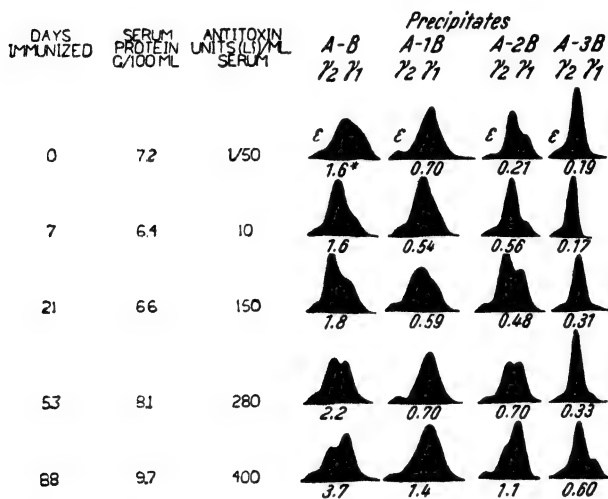 Precipitates
DAYS IMMUNIZED SERUM PROTEIN G/100 ML ANTITOXIN UNITS (Lf)/ML SERUM A-B A-1B A-2B A-3B
γ2 γ1 γ2 γ1 γ2 γ1 γ2 γ1
ε ε ε ε
0 7.2 1/50 1.6* 0.70 0.21 0.19
7 6.4 10 1.6 0.54 0.56 0.17
21 6.6 150 1.8 0.59 0.48 0.31
53 8.1 280 2.2 0.70 0.70 0.33
88 9.7 400 3.7 1.4 1.1 0.60